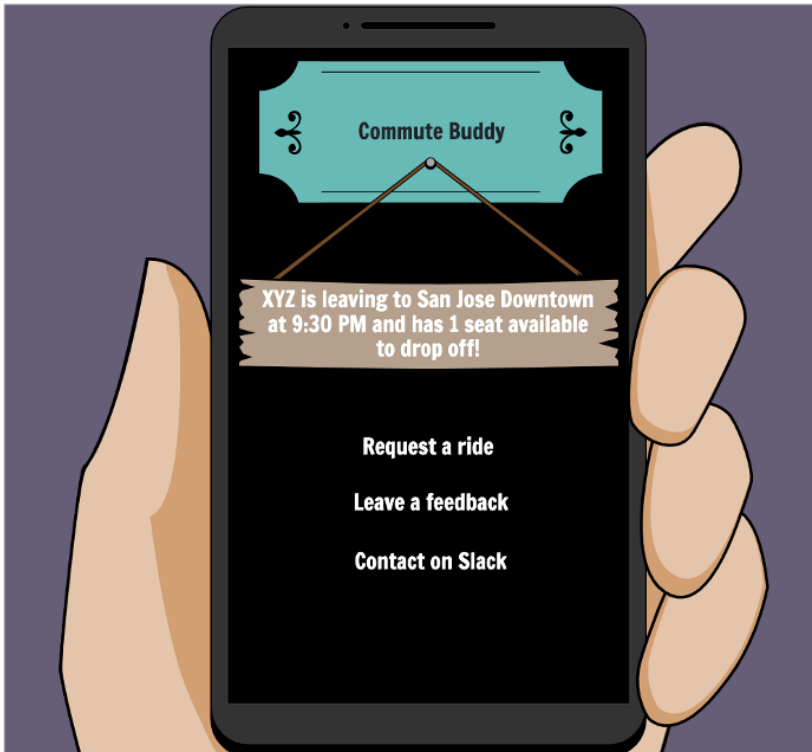 Commute Buddy
XYZ is leaving to San Jose Downtown
at 9:30 PM and has 1 seat available
to drop off!
Request a ride
Leave a feedback
Contact on Slack